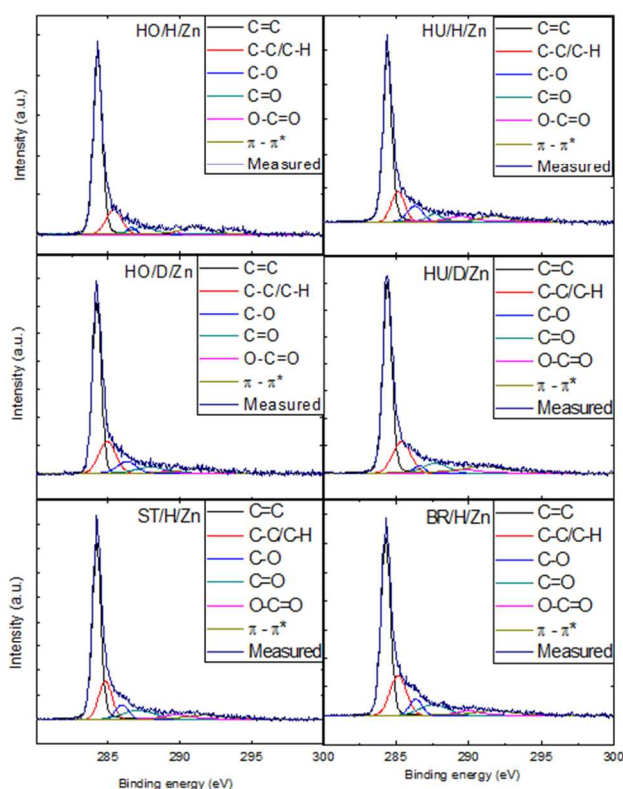 HO/H/Zn
C=C
C-C/C-H
C-O
C=O
O-C=O
π - π*
Measured
Intensity (a.u.)
HU/H/Zn
C=C
C-C/C-H
C-O
C=O
O-C=O
π - π*
Measured
HO/D/Zn
C=C
C-C/C-H
C-O
C=O
O-C=O
π - π*
Measured
Intensity (a.u.)
HU/D/Zn
C=C
C-C/C-H
C-O
C=O
O-C=O
π - π*
Measured
ST/H/Zn
C=C
C-C/C-H
C-O
C=O
O-C=O
π - π*
Measured
Intensity (a.u.)
BR/H/Zn
C=C
C-C/C-H
C-O
C=O
O-C=O
π - π*
Measured
285 290 295 300 285 290 295 300
Binding energy (eV) Binding energy (eV)